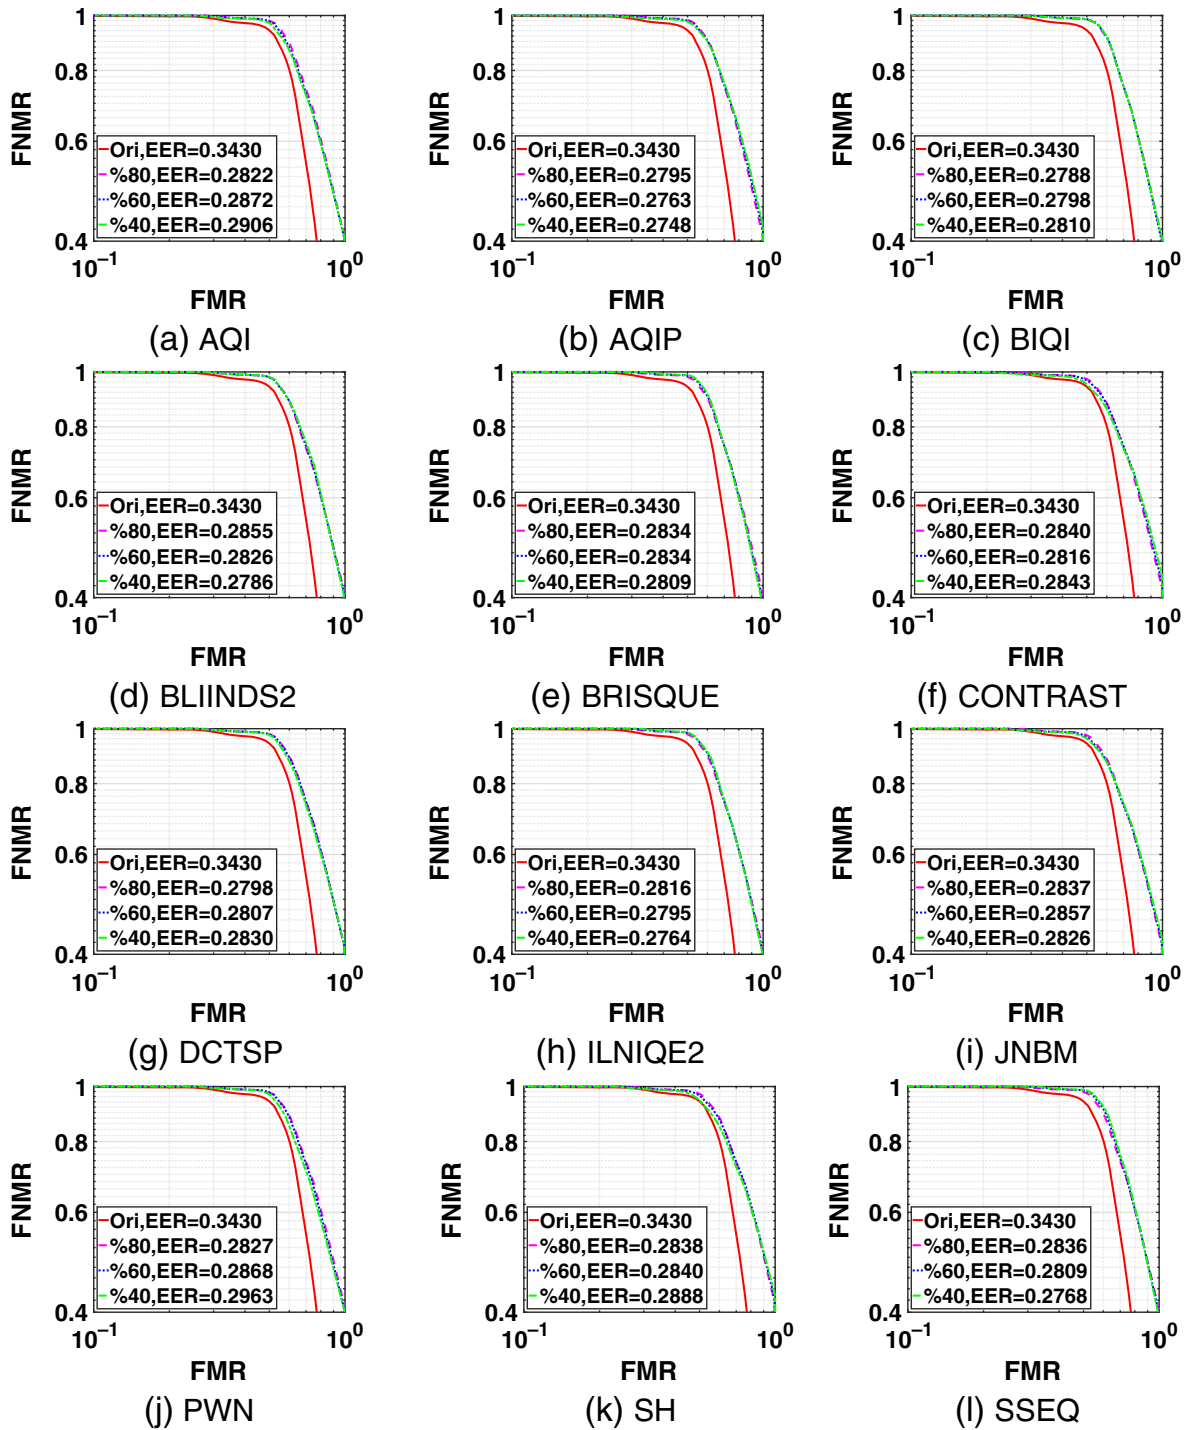 1
0.8
0.6
0.4
FNMR
Ori,EER=0.3430
%80,EER=0.2822
%60,EER=0.2872
%40,EER=0.2906
10⁻¹
10⁰
FMR
(a) AQI
1
0.8
0.6
0.4
FNMR
Ori,EER=0.3430
%80,EER=0.2795
%60,EER=0.2763
%40,EER=0.2748
10⁻¹
10⁰
FMR
(b) AQIP
1
0.8
0.6
0.4
FNMR
Ori,EER=0.3430
%80,EER=0.2788
%60,EER=0.2798
%40,EER=0.2810
10⁻¹
10⁰
FMR
(c) BIQI
1
0.8
0.6
0.4
FNMR
Ori,EER=0.3430
%80,EER=0.2855
%60,EER=0.2826
%40,EER=0.2786
10⁻¹
10⁰
FMR
(d) BLIINDS2
1
0.8
0.6
0.4
FNMR
Ori,EER=0.3430
%80,EER=0.2834
%60,EER=0.2834
%40,EER=0.2809
10⁻¹
10⁰
FMR
(e) BRISQUE
1
0.8
0.6
0.4
FNMR
Ori,EER=0.3430
%80,EER=0.2840
%60,EER=0.2816
%40,EER=0.2843
10⁻¹
10⁰
FMR
(f) CONTRAST
1
0.8
0.6
0.4
FNMR
Ori,EER=0.3430
%80,EER=0.2798
%60,EER=0.2807
%40,EER=0.2830
10⁻¹
10⁰
FMR
(g) DCTSP
1
0.8
0.6
0.4
FNMR
Ori,EER=0.3430
%80,EER=0.2816
%60,EER=0.2795
%40,EER=0.2764
10⁻¹
10⁰
FMR
(h) ILNIQE2
1
0.8
0.6
0.4
FNMR
Ori,EER=0.3430
%80,EER=0.2837
%60,EER=0.2857
%40,EER=0.2826
10⁻¹
10⁰
FMR
(i) JNBM
1
0.8
0.6
0.4
FNMR
Ori,EER=0.3430
%80,EER=0.2827
%60,EER=0.2868
%40,EER=0.2963
10⁻¹
10⁰
FMR
(j) PWN
1
0.8
0.6
0.4
FNMR
Ori,EER=0.3430
%80,EER=0.2838
%60,EER=0.2840
%40,EER=0.2888
10⁻¹
10⁰
FMR
(k) SH
1
0.8
0.6
0.4
FNMR
Ori,EER=0.3430
%80,EER=0.2836
%60,EER=0.2809
%40,EER=0.2768
10⁻¹
10⁰
FMR
(l) SSEQ